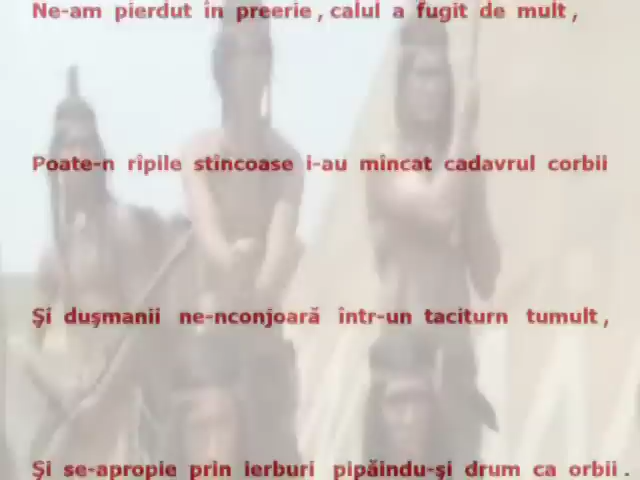 Ne-am pierdut în preerie , calul a fugit de mult ,
Poate-n rîpile stîncoase i-au mîncat cadavrul corbii
Şi duşmanii ne-nconjoară într-un taciturn tumult ,
Şi se-apropie prin ierburi pipăindu-şi drum ca orbii .